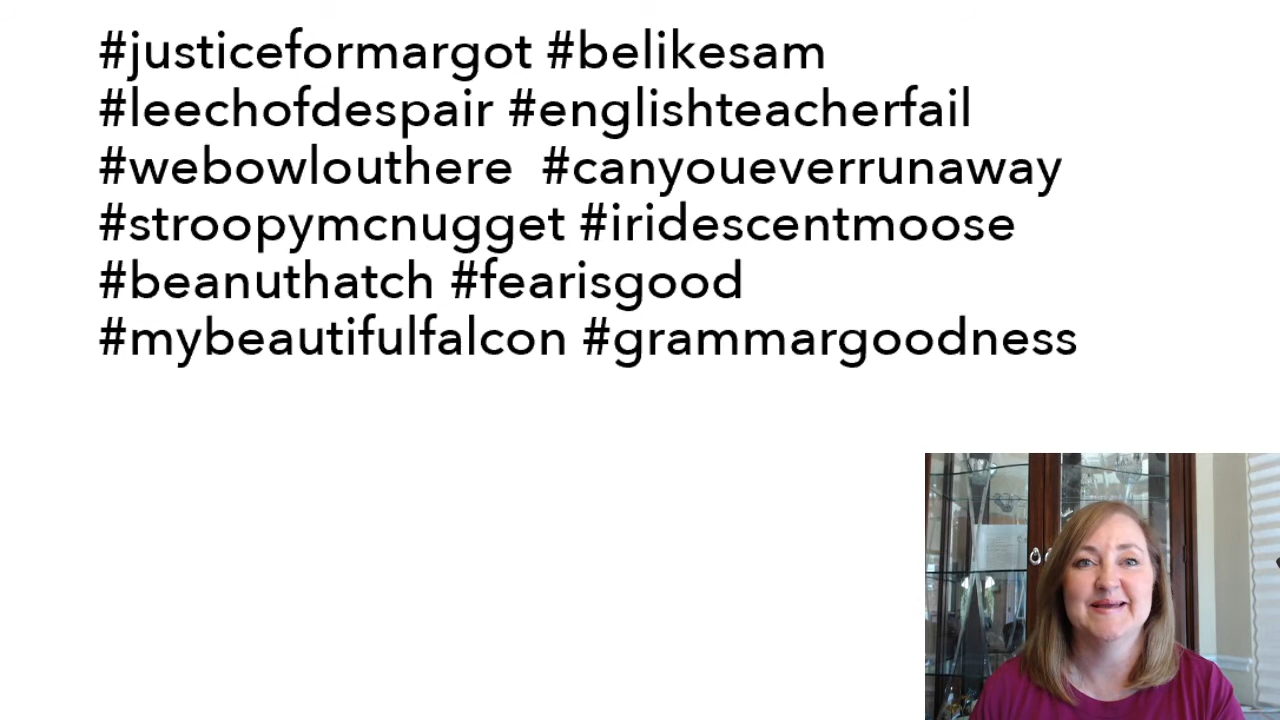 #justiceformargot #belikesam
#leechofdespair #englishteacherfail
#webowlouthere  #canyoueverrunaway
#stroopymcnugget #iridescentmoose
#beanuthatch #fearisgood
#mybeautifulfalcon #grammargoodness